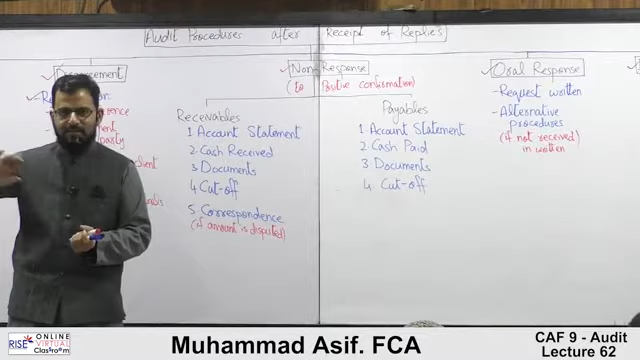 Audit Procedures after Receipt of Replies
Disagreement
Non-Response
(to Positive confirmation)
Receivables
1 Account Statement
2 Cash Received
3 Documents
4 Cut-off
5 Correspondence
(if amount is disputed)
Payables
1 Account Statement
2. Cash Paid
3. Documents
4 Cut-off
Oral Response
- Request written
- Alternative
procedures
(if not received)
in written
RISE ONLINE
VIRTUAL
Classroom
Muhammad Asif. FCA
CAF 9 - Audit
Lecture 62